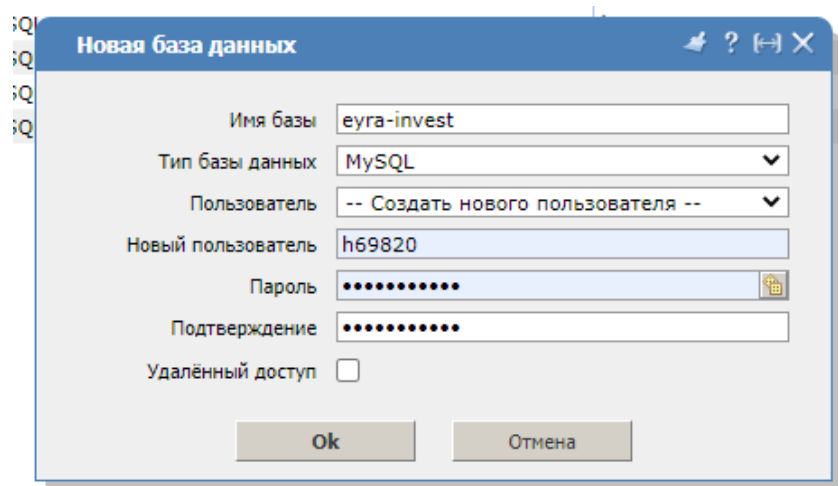 Новая база данных
Имя базы eyra-invest
Тип базы данных MySQL
Пользователь -- Создать нового пользователя --
Новый пользователь h69820
Пароль •••••••••••
Подтверждение •••••••••••
Удалённый доступ
Ok Отмена